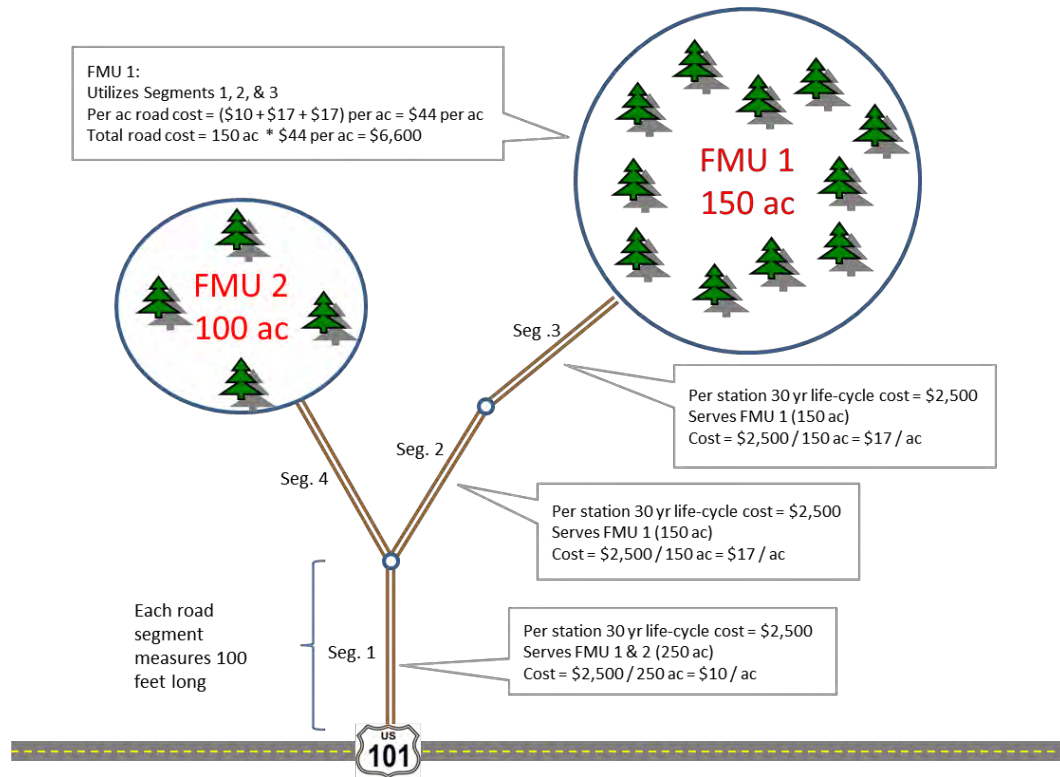 FMU 1:
Utilizes Segments 1, 2, & 3
Per ac road cost = ($10 + $17 + $17) per ac = $44 per ac
Total road cost = 150 ac * $44 per ac = $6,600
FMU 1
150 ac
FMU 2
100 ac
Seg .3
Per station 30 yr life-cycle cost = $2,500
Serves FMU 1 (150 ac)
Cost = $2,500 / 150 ac = $17 / ac
Seg. 2
Seg. 4
Per station 30 yr life-cycle cost = $2,500
Serves FMU 1 (150 ac)
Cost = $2,500 / 150 ac = $17 / ac
Each road
segment
measures 100
feet long
Seg. 1
Per station 30 yr life-cycle cost = $2,500
Serves FMU 1 & 2 (250 ac)
Cost = $2,500 / 250 ac = $10 / ac
US
101